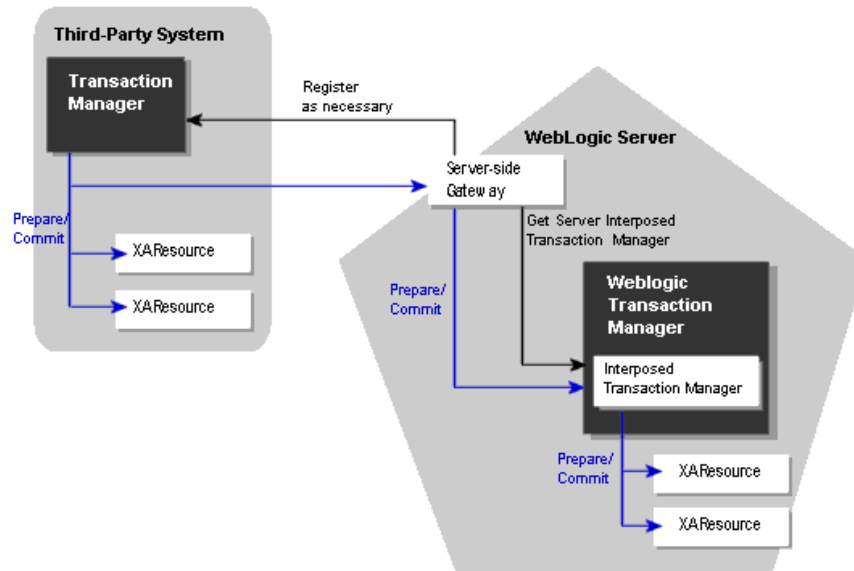 Third-Party System
Transaction
Manager
Register
as necessary
WebLogic Server
Server-side
Gateway
Prepare/
Commit
XAResource
XAResource
Get Server Interposed
Transaction Manager
Prepare/
Commit
Weblogic
Transaction
Manager
Interposed
Transaction Manager
Prepare/
Commit
XAResource
XAResource